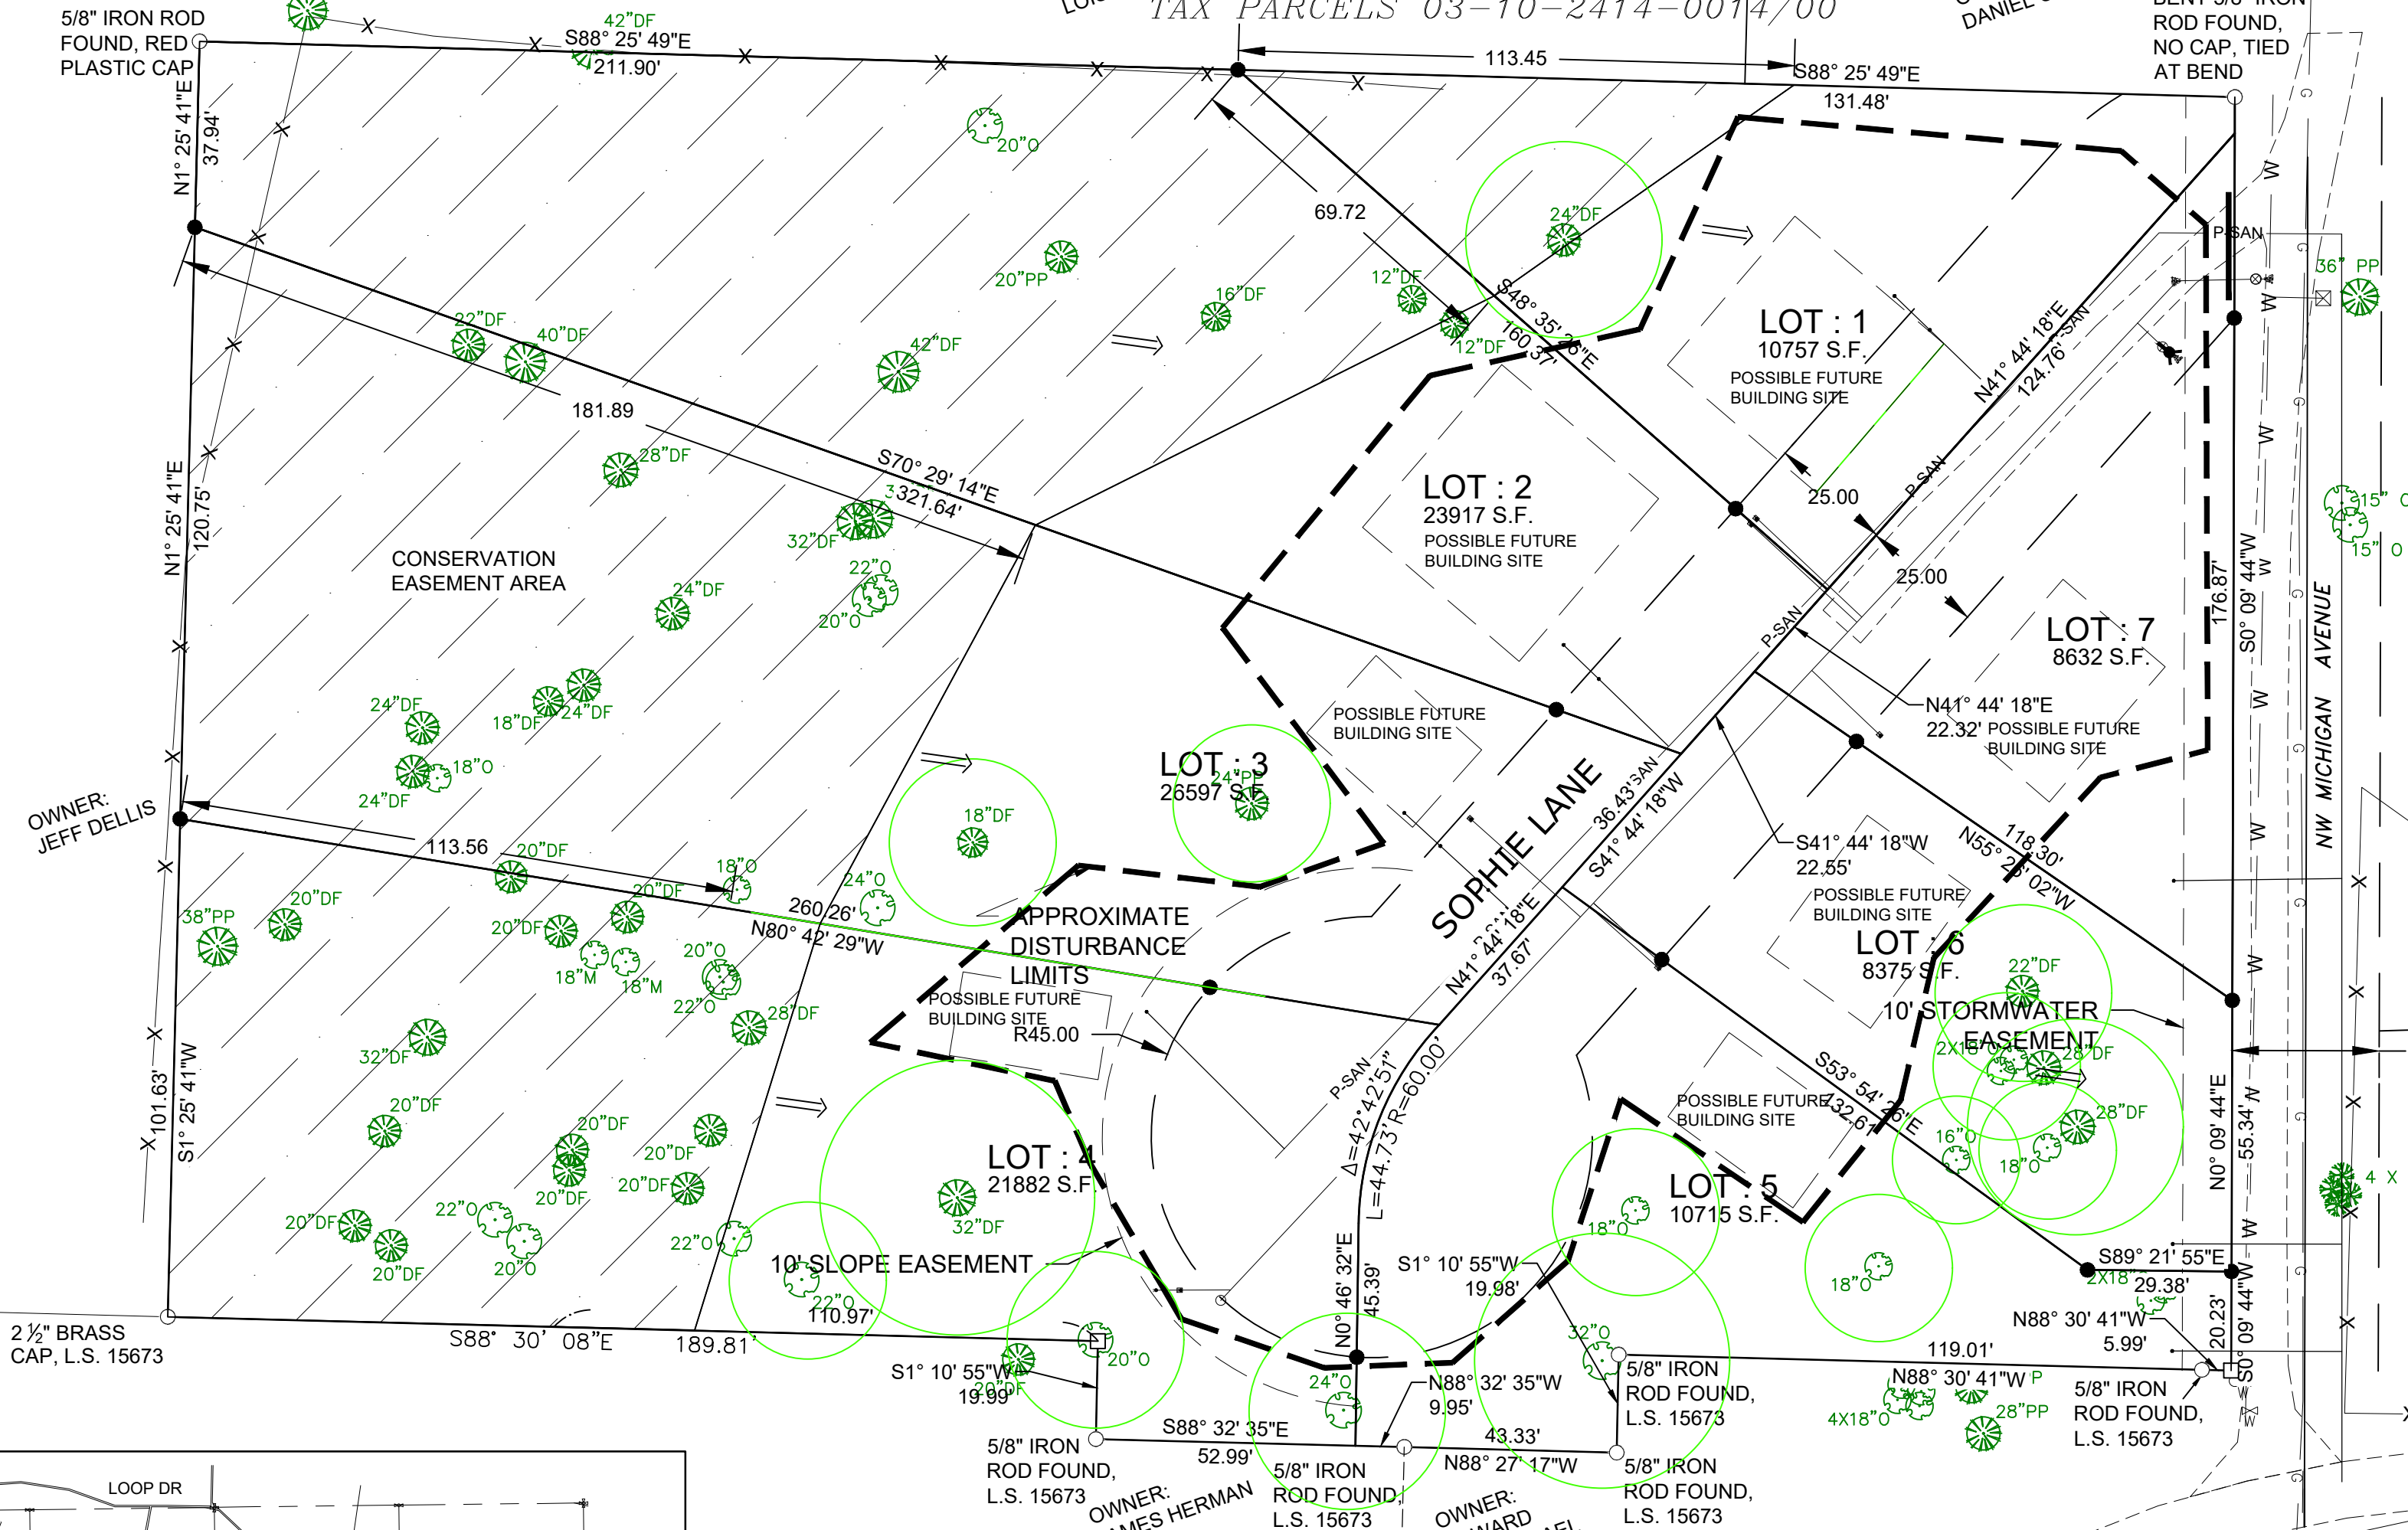 5/8" IRON ROD
FOUND, RED
PLASTIC CAP
42"DF
S88° 25' 49"E
211.90'
TAX PARCELS 03-10-2414-0014/00
113.45
S88° 25' 49"E
131.48'
ROD FOUND,
NO CAP, TIED
AT BEND
N1° 25' 41"E
37.94'
20"O
69.72
24"DF
P-SAN
36" PP
20"PP
16"DF
12"DF
12"DF
22"DF
40"DF
42"DF
S48° 35' 26"E
160.37'
LOT : 1
10757 S.F.
POSSIBLE FUTURE
BUILDING SITE
N41° 44' 18"E
124.76'
P-SAN
181.89
28"DF
S70° 29' 14"E
321.64'
32"DF
LOT : 2
23917 S.F.
POSSIBLE FUTURE
BUILDING SITE
25.00
25.00
P-SAN
15" O
N1° 25' 41"E
120.75'
CONSERVATION
EASEMENT AREA
22"O
20"O
24"DF
P-SAN
LOT : 7
8632 S.F.
176.87'
S0° 09' 44"W
NW MICHIGAN AVENUE
N41° 44' 18"E
22.32'
POSSIBLE FUTURE
BUILDING SITE
24"DF
18"DF
24"DF
24"DF
18"O
POSSIBLE FUTURE
BUILDING SITE
LOT : 3
26597 S.F.
24"PP
18"DF
SOPHIE LANE
36.43'
S41° 44' 18"W
S41° 44' 18"W
22.55'
118.30'
N55° 28' 02"W
OWNER:
JEFF DELLIS
113.56
20"DF
18"O
24"O
20"DF
260.26'
N80° 42' 29"W
38"PP
20"DF
20"DF
18"M
18"M
20"O
22"O
28"DF
APPROXIMATE
DISTURBANCE
LIMITS
POSSIBLE FUTURE
BUILDING SITE
R45.00
N41° 44' 18"E
37.67'
POSSIBLE FUTURE
BUILDING SITE
LOT : 6
8375 S.F.
22"DF
10' STORMWATER
EASEMENT
28"DF
28"DF
16"O
18"O
S53° 54' 26"E
132.61'
POSSIBLE FUTURE
BUILDING SITE
P-SAN
Δ=42°42'51"
L=44.73' R=60.00'
32"DF
20"DF
20"DF
20"DF
20"DF
20"DF
101.63'
S1° 25' 41"W
20"DF
20"DF
22"O
20"O
22"O
LOT : 4
21882 S.F.
32"DF
10' SLOPE EASEMENT
22"O
LOT : 5
10715 S.F.
18"O
18"O
N0° 09' 44"E
55.34'
4 X
S1° 10' 55"W
19.98'
N0° 46' 32"E
45.39'
S89° 21' 55"E
29.38'
N88° 30' 41"W
5.99'
20.23'
S0° 09' 44"W
2 ½" BRASS
CAP, L.S. 15673
S88° 30' 08"E
189.81'
110.97'
S1° 10' 55"W
19.99'
20"DF
20"O
24"O
32"O
N88° 32' 35"W
9.95'
5/8" IRON
ROD FOUND,
L.S. 15673
119.01'
N88° 30' 41"W
4X18"O
28"PP
5/8" IRON
ROD FOUND,
L.S. 15673
S88° 32' 35"E
52.99'
43.33'
N88° 27' 17"W
5/8" IRON
ROD FOUND,
L.S. 15673
5/8" IRON
ROD FOUND,
L.S. 15673
5/8" IRON
ROD FOUND,
L.S. 15673
LOOP DR
OWNER:
OWNER: